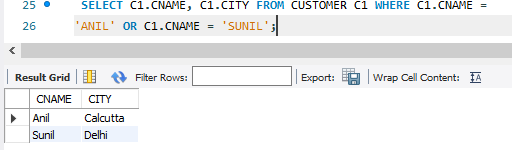 25 SELECT C1.CNAME, C1.CITY FROM CUSTOMER C1 WHERE C1.CNAME =
26 'ANIL' OR C1.CNAME = 'SUNIL';
Result Grid Filter Rows: Export: Wrap Cell Content:
CNAME CITY
Anil Calcutta
Sunil Delhi